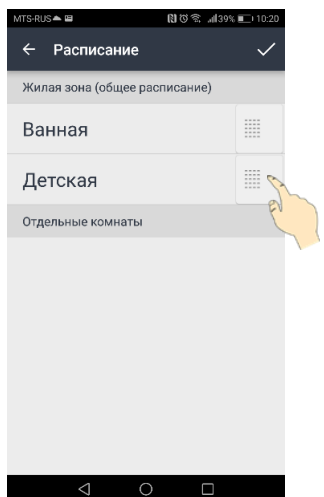 MTS-RUS 39% 10:20
Расписание
Жилая зона (общее расписание)
Ванная
Детская
Отдельные комнаты